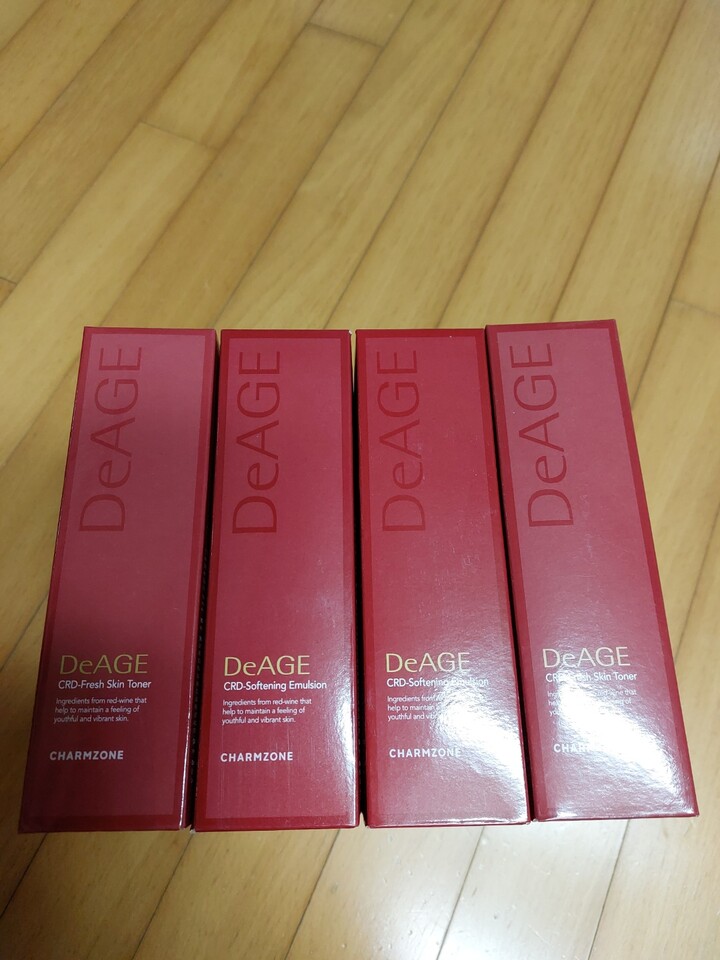 DeAGE
DeAGE
CRD-Fresh Skin Toner
Ingredients from red-wine that
help to maintain a feeling of
youthful and vibrant skin.
CHARMZONE
DeAGE
DeAGE
CRD-Softening Emulsion
Ingredients from red-wine that
help to maintain a feeling of
youthful and vibrant skin.
CHARMZONE
DeAGE
DeAGE
CRD-Softening Emulsion
Ingredients from
help to maintain
youthful and
CHARMZONE
DeAGE
DeAGE
Skin Toner
that
of